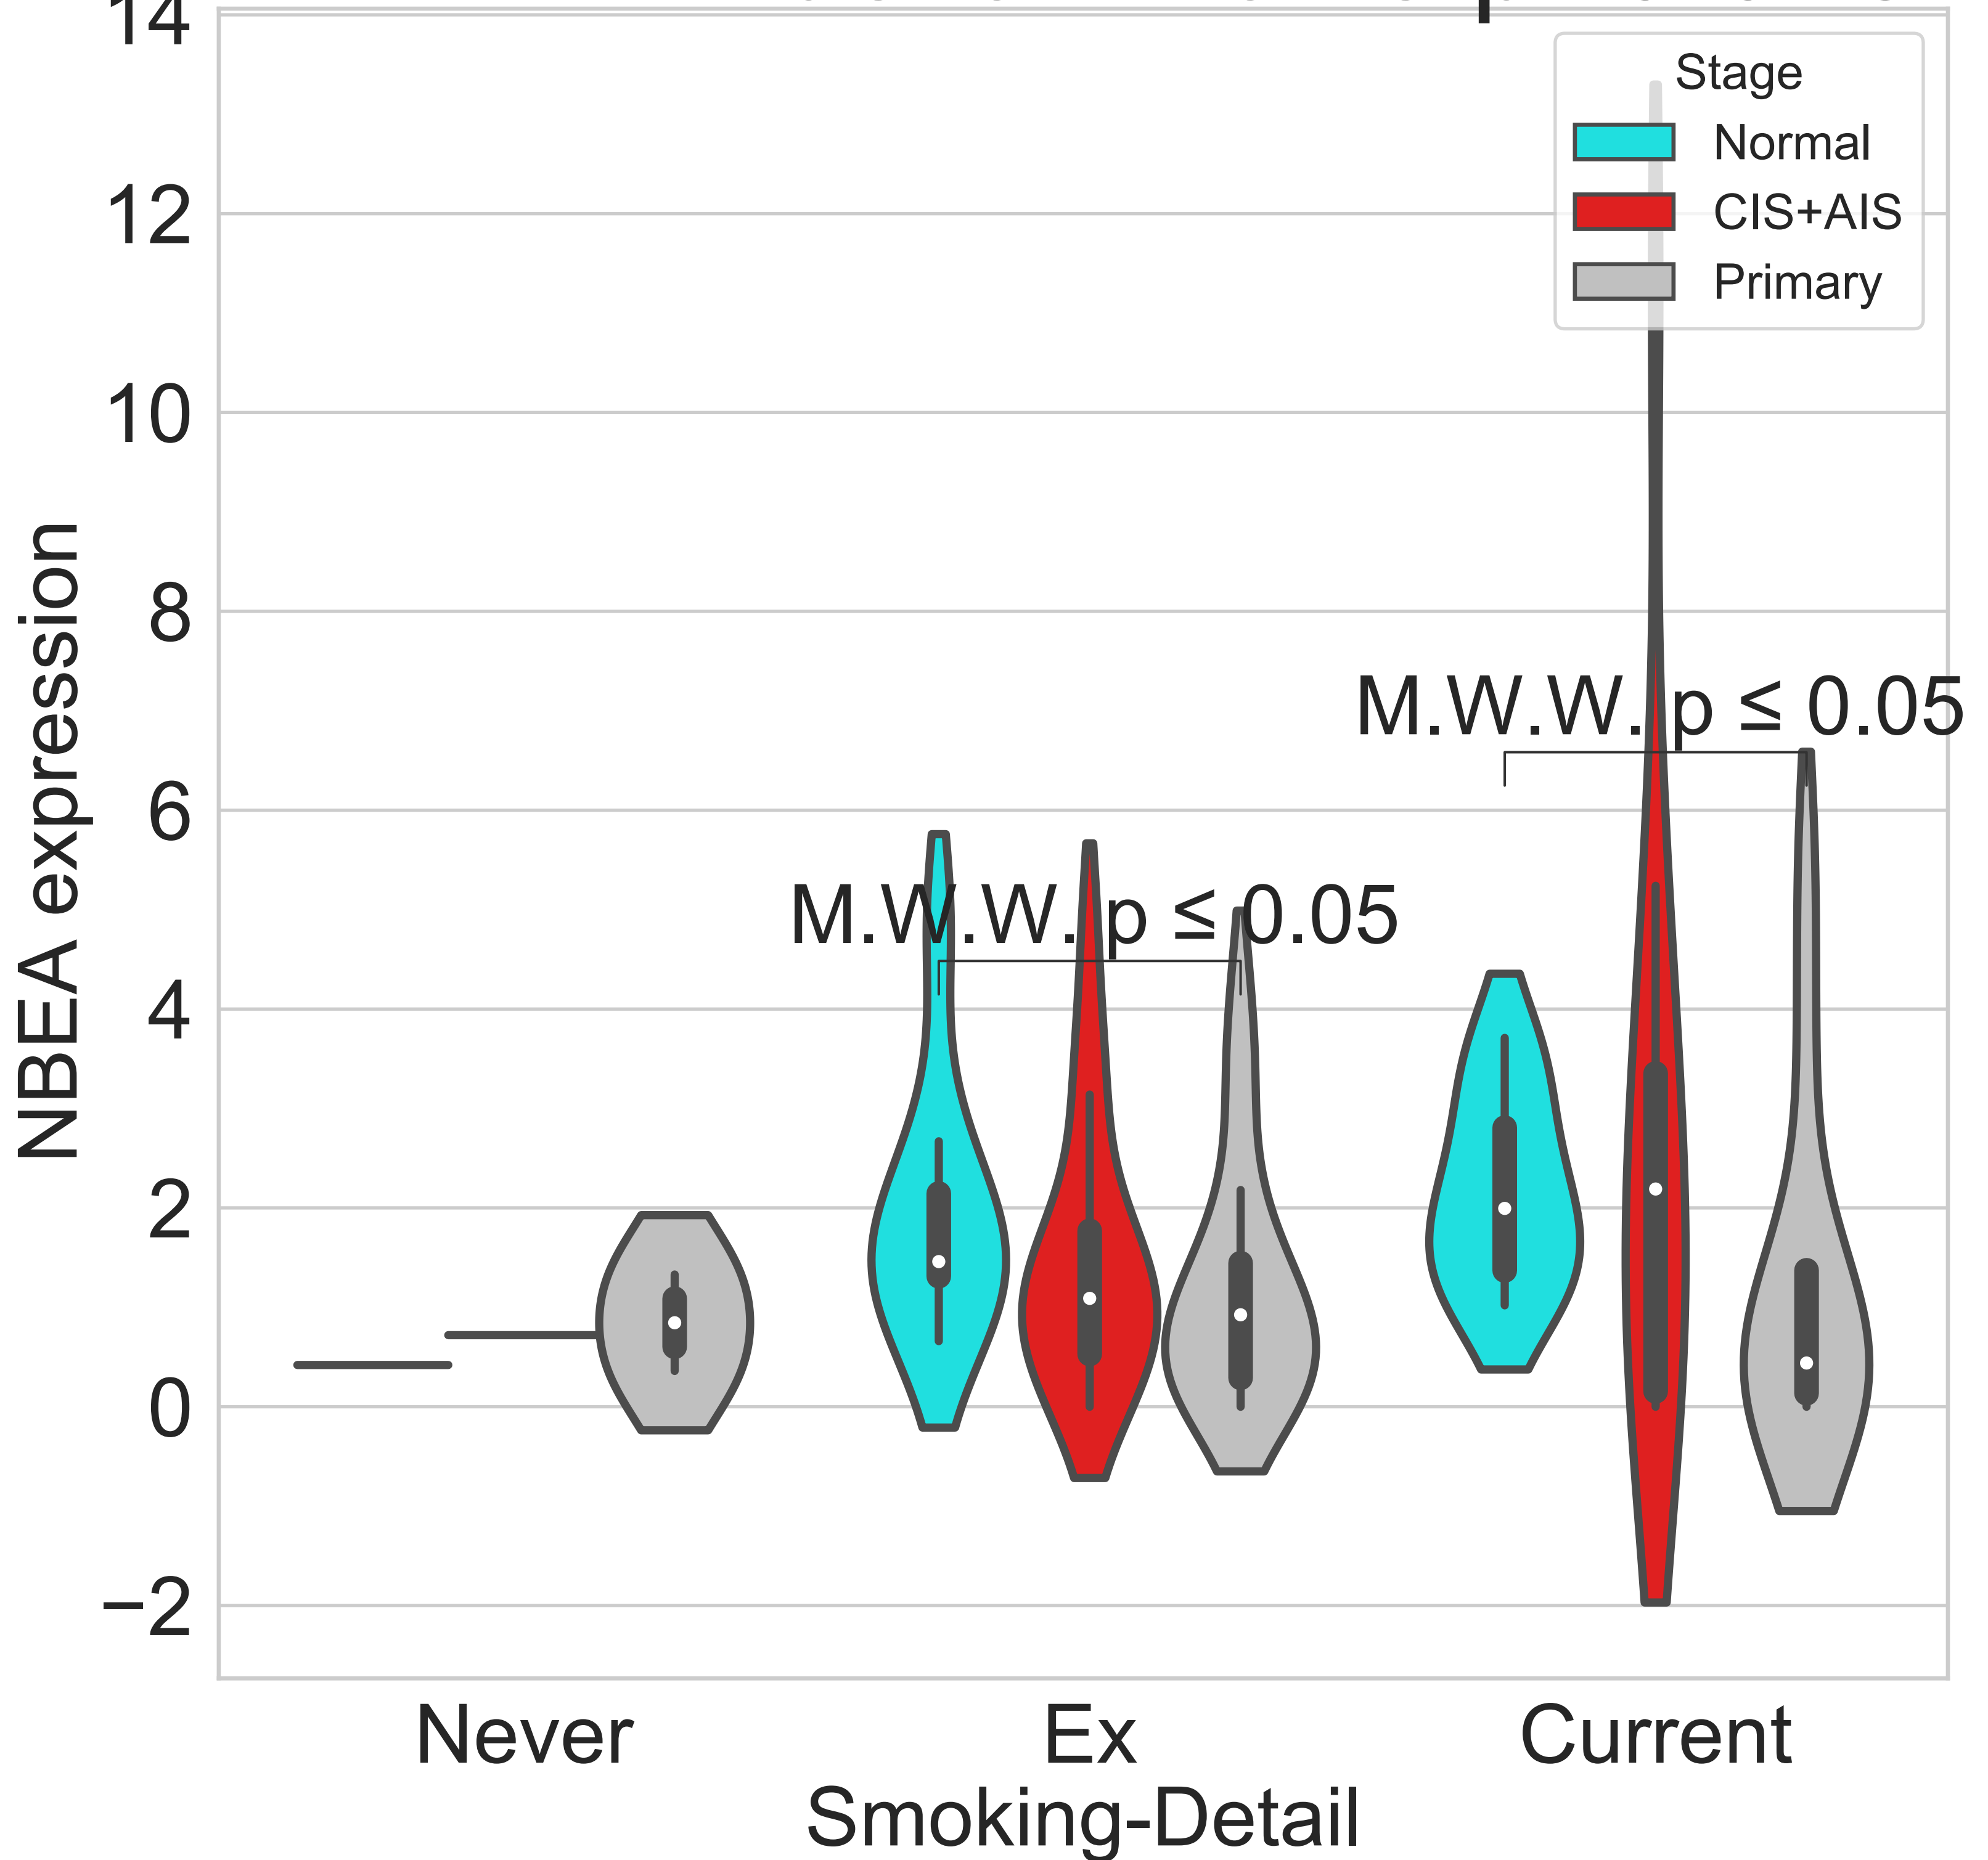 14
12
10
8
6
4
2
0
−2
NBEA expression
Stage
Normal
CIS+AIS
Primary
M.W.W. p ≤ 0.05
M.W.W. p ≤ 0.05
Never
Ex
Current
Smoking-Detail